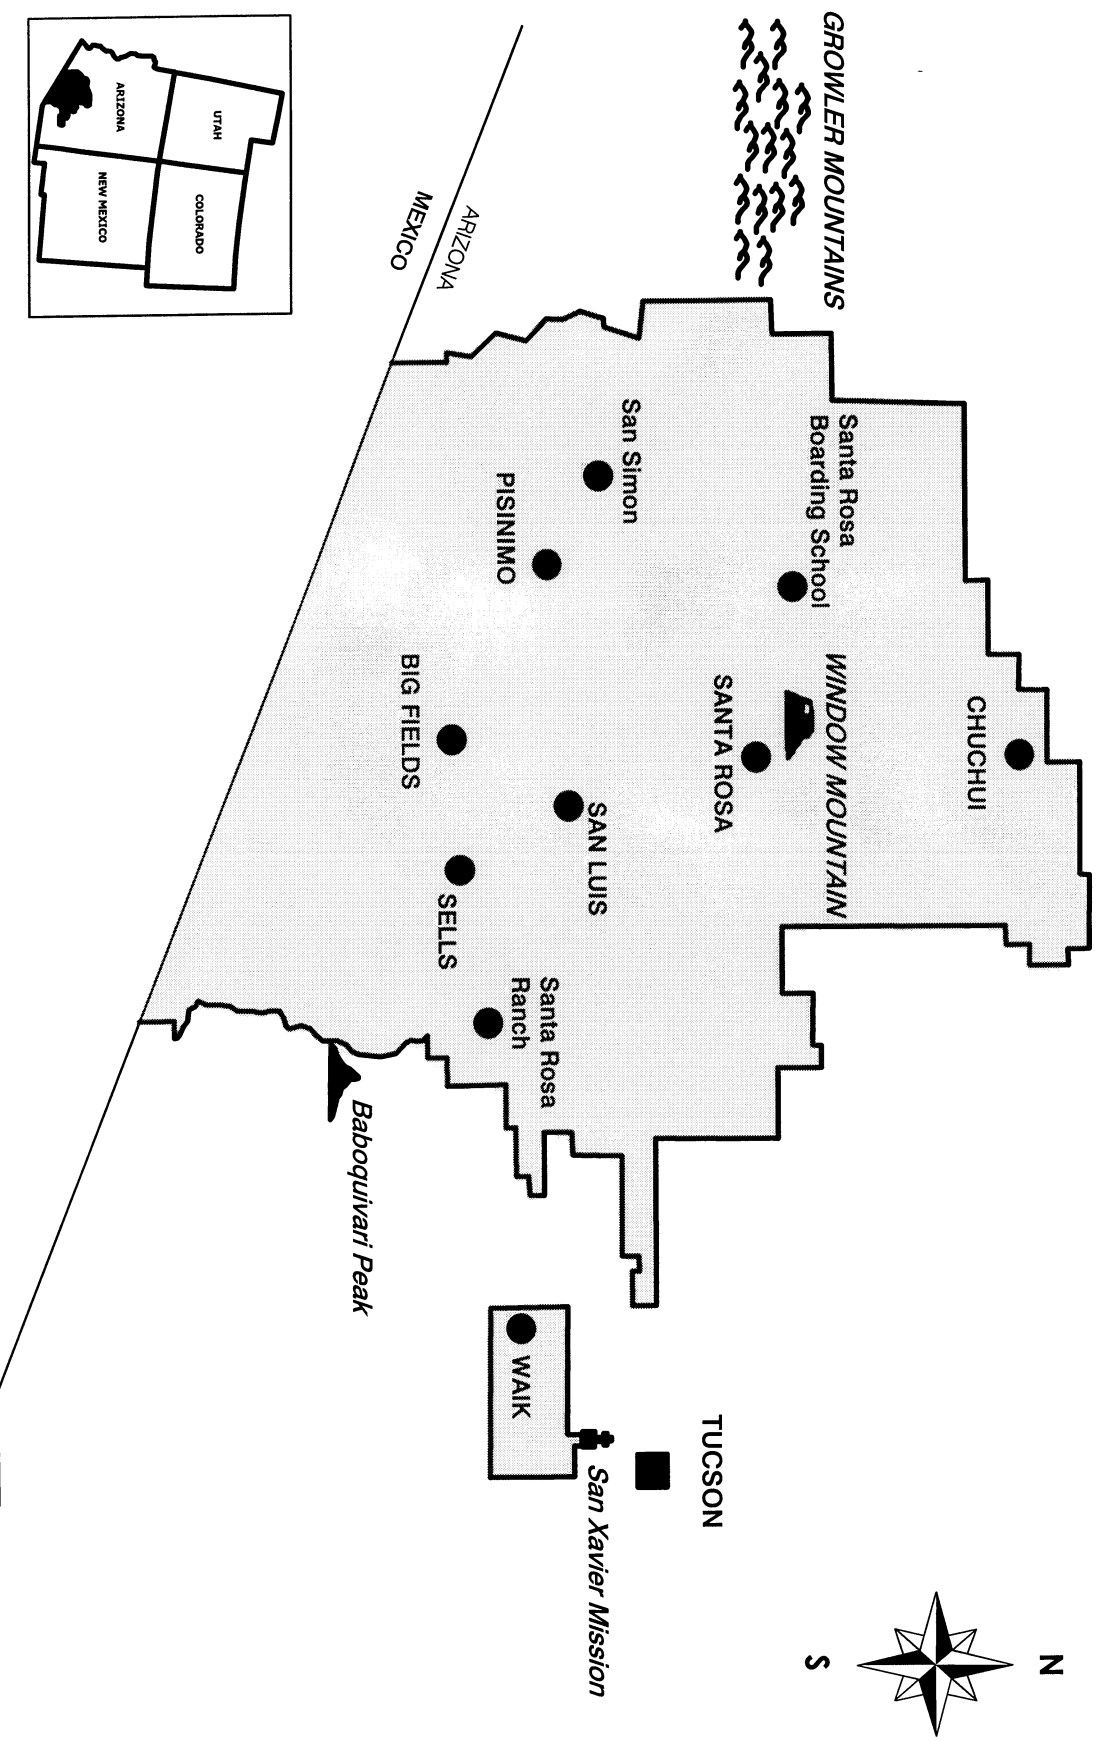 GROWLER MOUNTAINS
N
S
CHUCHUI
Santa Rosa
Boarding School
WINDOW MOUNTAIN
SANTA ROSA
TUCSON
San Xavier Mission
San Simon
SAN LUIS
Santa Rosa
Ranch
WAIK
PISINIMO
SELLS
BIG FIELDS
ARIZONA
MEXICO
Baboquivari Peak
UTAH
COLORADO
ARIZONA
NEW MEXICO